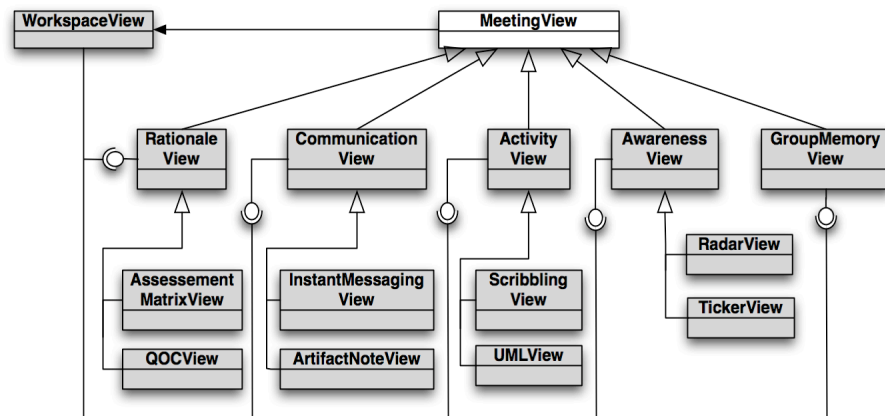 WorkspaceView
MeetingView
Rationale
View
Communication
View
Activity
View
Awareness
View
GroupMemory
View
Assessement
MatrixView
QOCView
InstantMessaging
View
ArtifactNoteView
Scribbling
View
UMLView
RadarView
TickerView